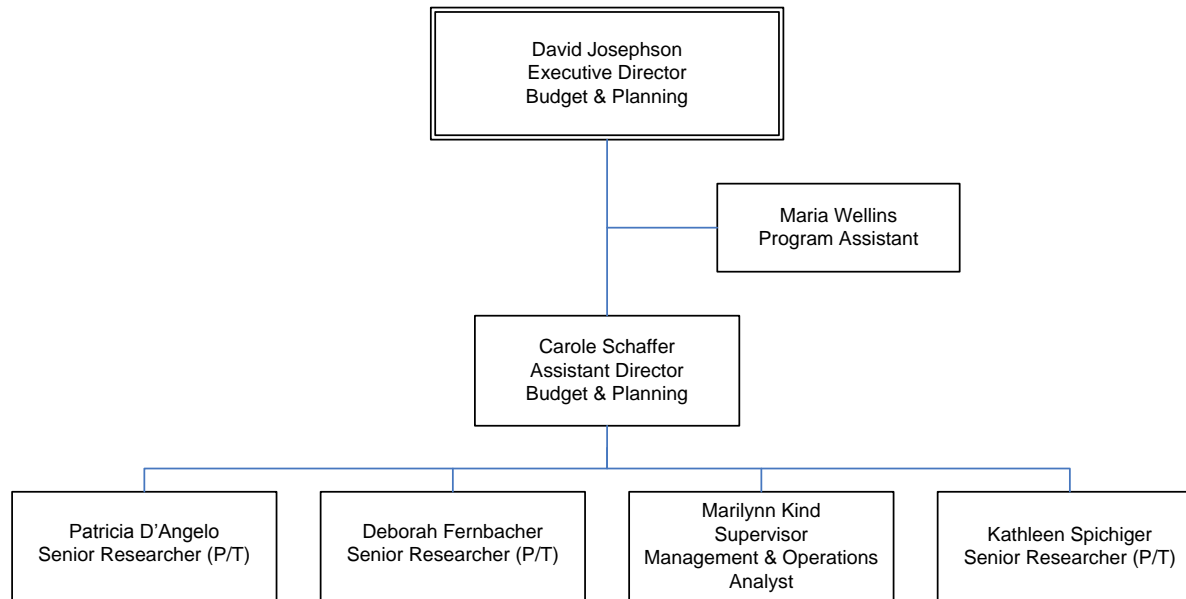 David Josephson
Executive Director
Budget & Planning
Maria Wellins
Program Assistant
Carole Schaffer
Assistant Director
Budget & Planning
Patricia D’Angelo
Senior Researcher (P/T)
Deborah Fernbacher
Senior Researcher (P/T)
Marilynn Kind
Supervisor
Management & Operations
Analyst
Kathleen Spichiger
Senior Researcher (P/T)